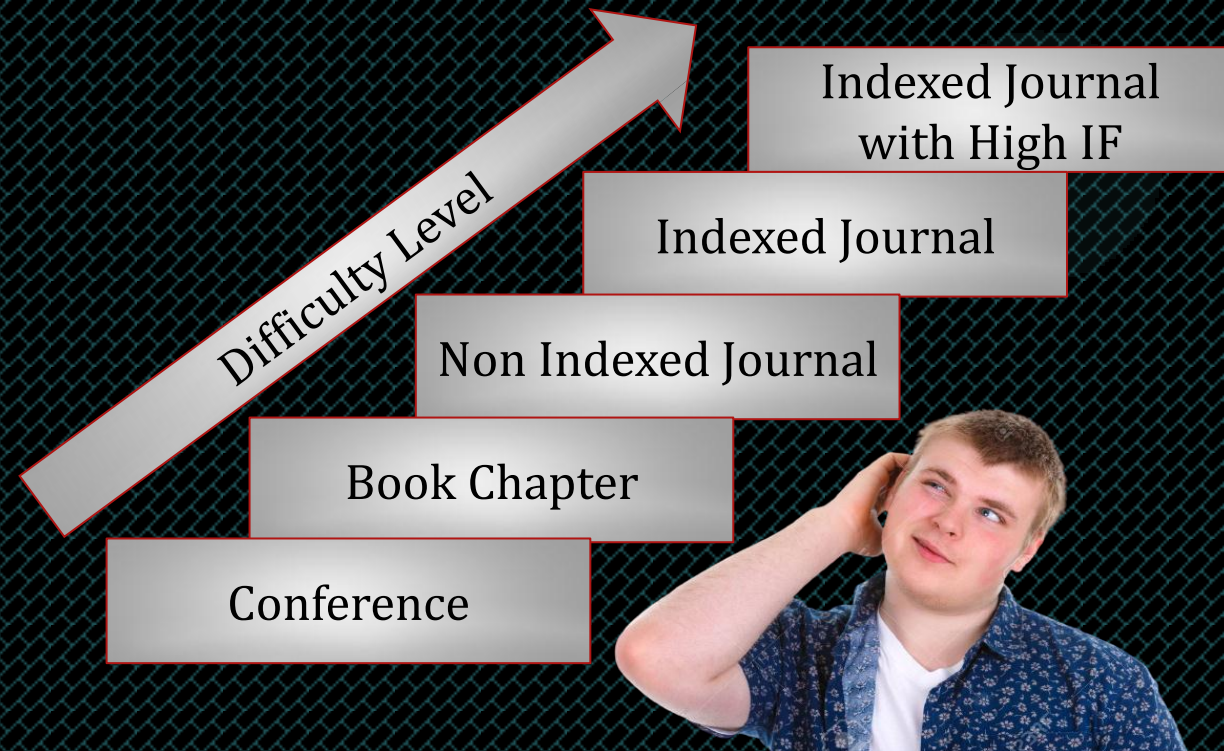 Indexed Journal
with High IF
Indexed Journal
Difficulty Level
Non Indexed Journal
Book Chapter
Conference